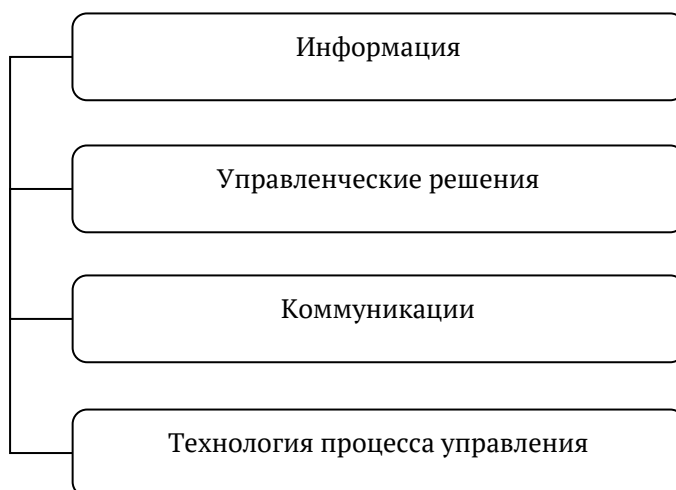 Информация
Управленческие решения
Коммуникации
Технология процесса управления